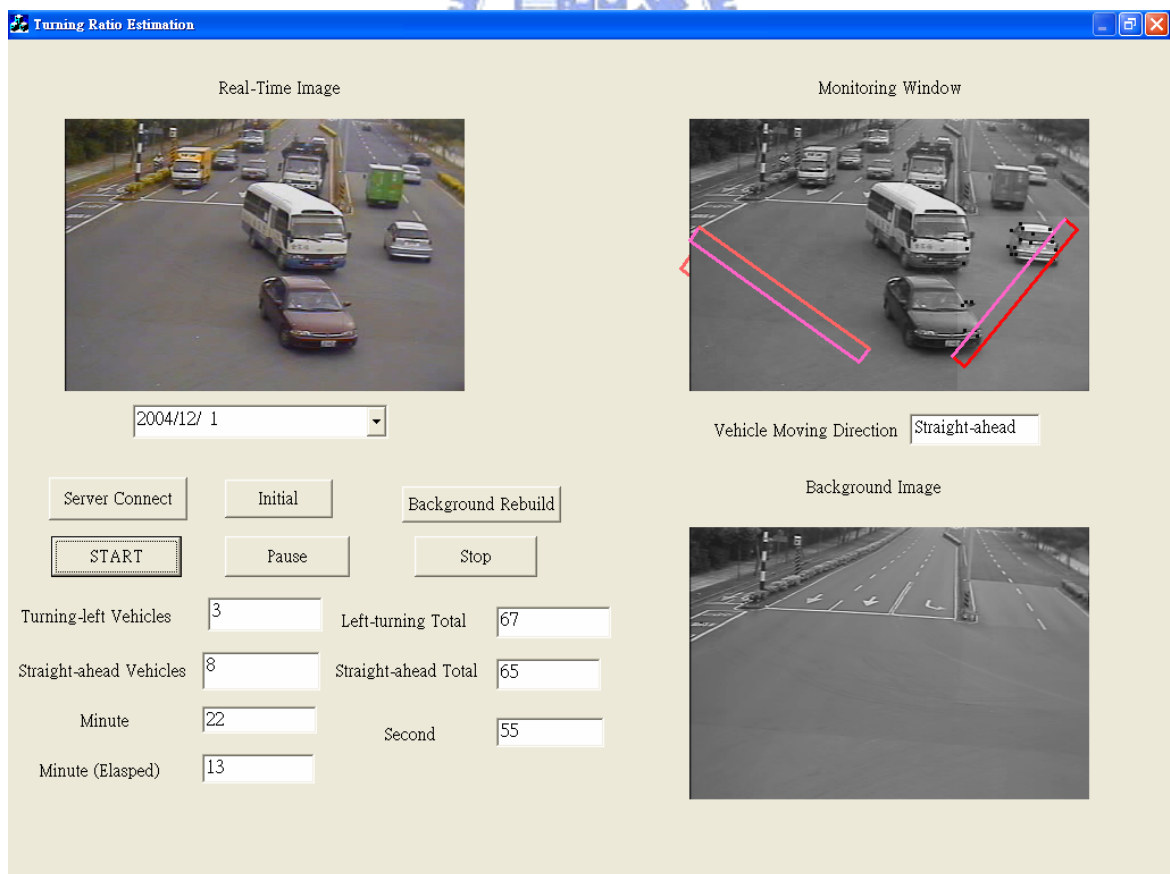 Turning Ratio Estimation
Real-Time Image
Monitoring Window
2004/12/ 1
Vehicle Moving Direction Straight-ahead
Server Connect Initial Background Rebuild
Background Image
START Pause Stop
Turning-left Vehicles 3 Left-turning Total 67
Straight-ahead Vehicles 8 Straight-ahead Total 65
Minute 22 Second 55
Minute (Elasped) 13